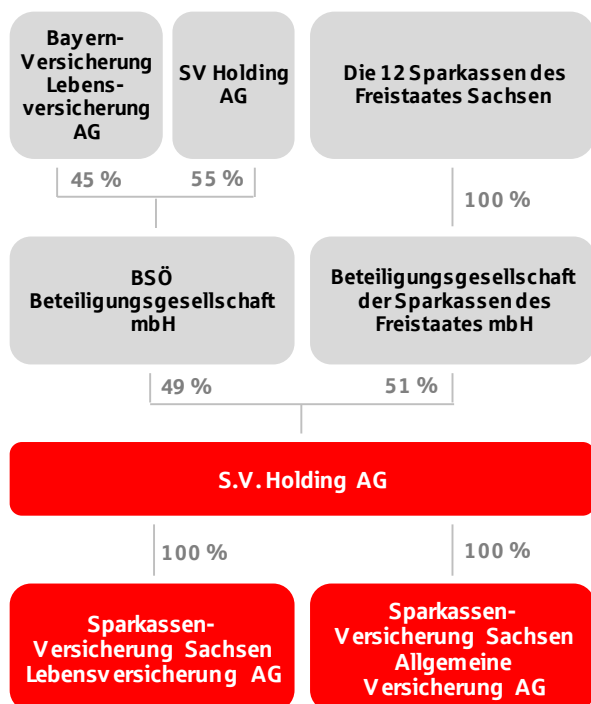 Bayern-
Versicherung
Lebens-
versicherung
AG
SV Holding
AG
Die 12 Sparkassen des
Freistaates Sachsen
45 %
55 %
100 %
BSÖ
Beteiligungsgesellschaft
mbH
Beteiligungsgesellschaft
der Sparkassen des
Freistaates mbH
49 %
51 %
S.V. Holding AG
100 %
100 %
Sparkassen-
Versicherung Sachsen
Lebensversicherung AG
Sparkassen-
Versicherung Sachsen
Allgemeine
Versicherung AG